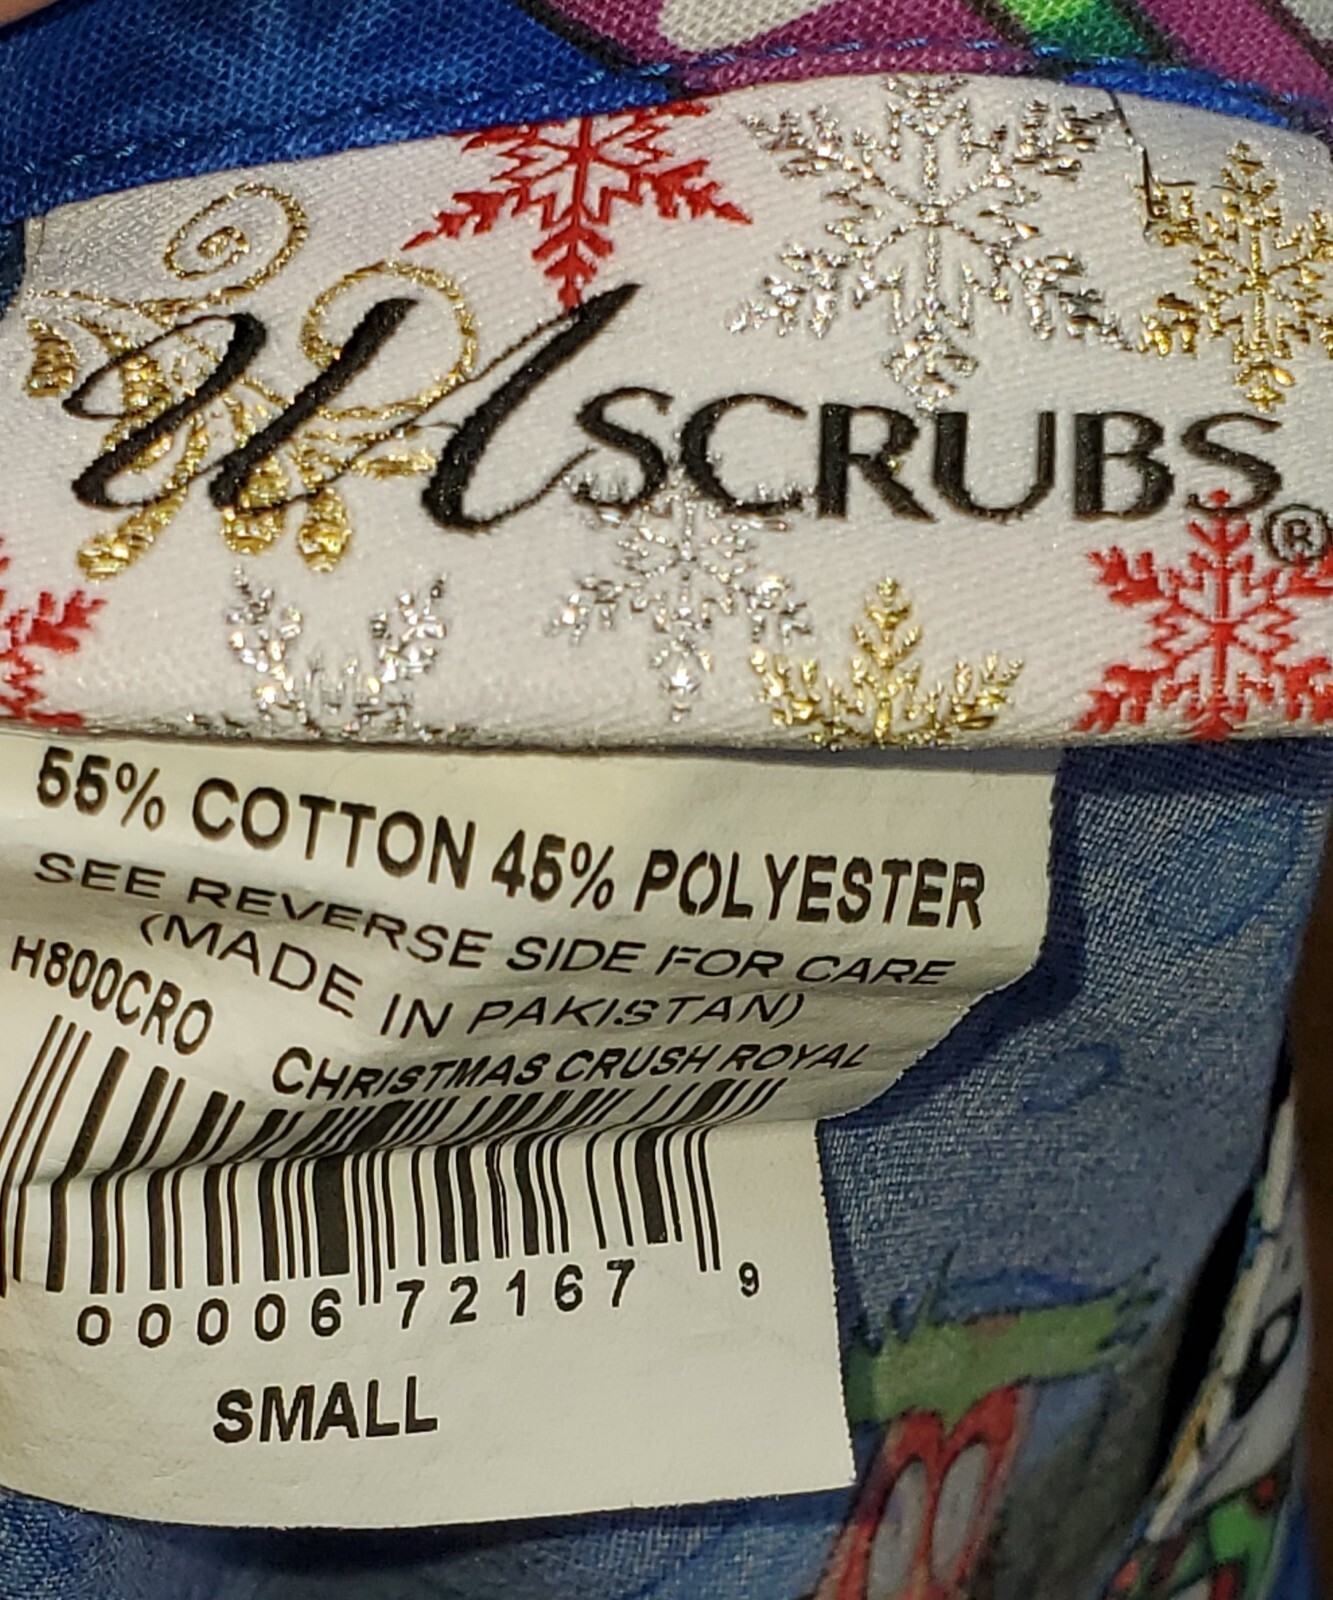 UA SCRUBS®
55% COTTON 45% POLYESTER
SEE REVERSE SIDE FOR CARE
(MADE IN PAKISTAN)
H800CRO CHRISTMAS CRUSH ROYAL
00006 72167 9
SMALL